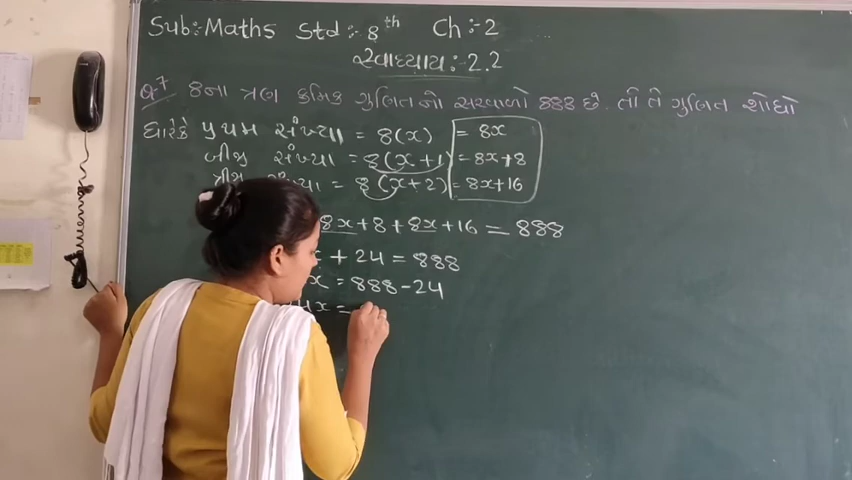 Sub:-Maths Std :- 8th Ch :- 2
સ્વાધ્યાય :- 2.2
Q-7 8ના ત્રણ ક્રમિક ગુણિત નો સરવાળો 888 છે. તો તે ગુણિત શોધો
ધારોકે પ્રથમ સંખ્યા = 8(x) = 8x
બીજી સંખ્યા = 8(x+1) = 8x+8
= 8(x+2) = 8x+16
8x+8+8x+16 = 888
+ 24 = 888
x = 888-24
4x =